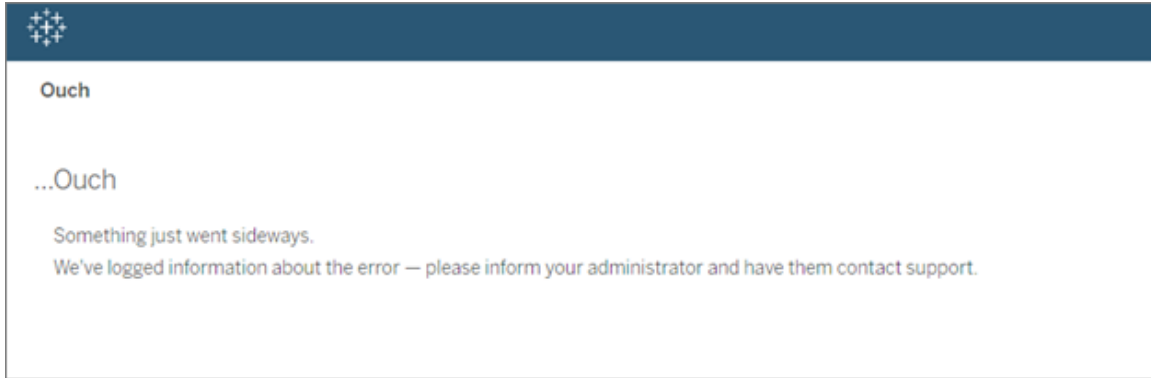 Ouch
...Ouch
Something just went sideways.
We've logged information about the error — please inform your administrator and have them contact support.